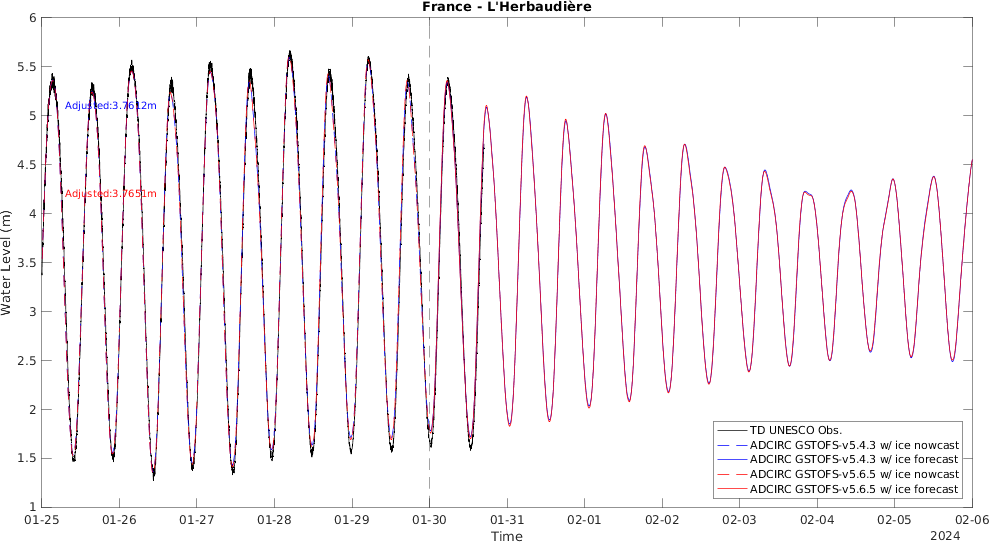 France - L'Herbaudière
6
5.5
5
4.5
4
3.5
3
2.5
2
1.5
1
Water Level (m)
Adjusted:3.7612m
Adjusted:3.7651m
TD UNESCO Obs.
ADCIRC GSTOFS-v5.4.3 w/ ice nowcast
ADCIRC GSTOFS-v5.4.3 w/ ice forecast
ADCIRC GSTOFS-v5.6.5 w/ ice nowcast
ADCIRC GSTOFS-v5.6.5 w/ ice forecast
01-25 01-26 01-27 01-28 01-29 01-30 01-31 02-01 02-02 02-03 02-04 02-05 02-06
Time
2024